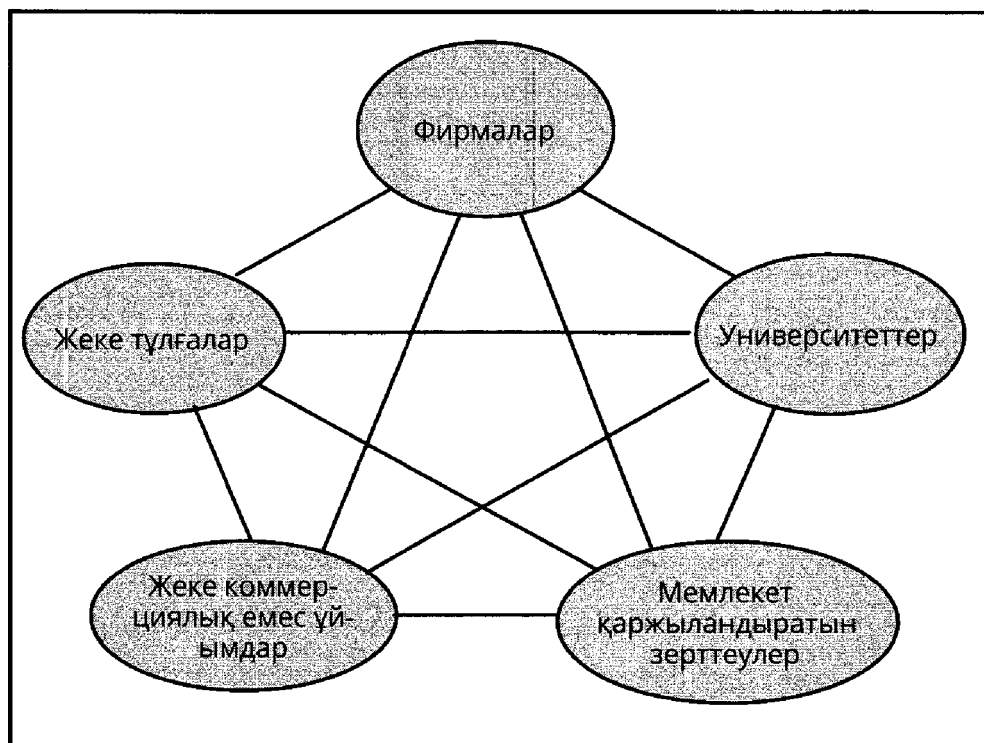 Фирмалар
Жеке тұлғалар
Университеттер
Жеке коммер-
циялық емес ұй-
ымдар
Мемлекет
қаржыландыратын
зерттеулер